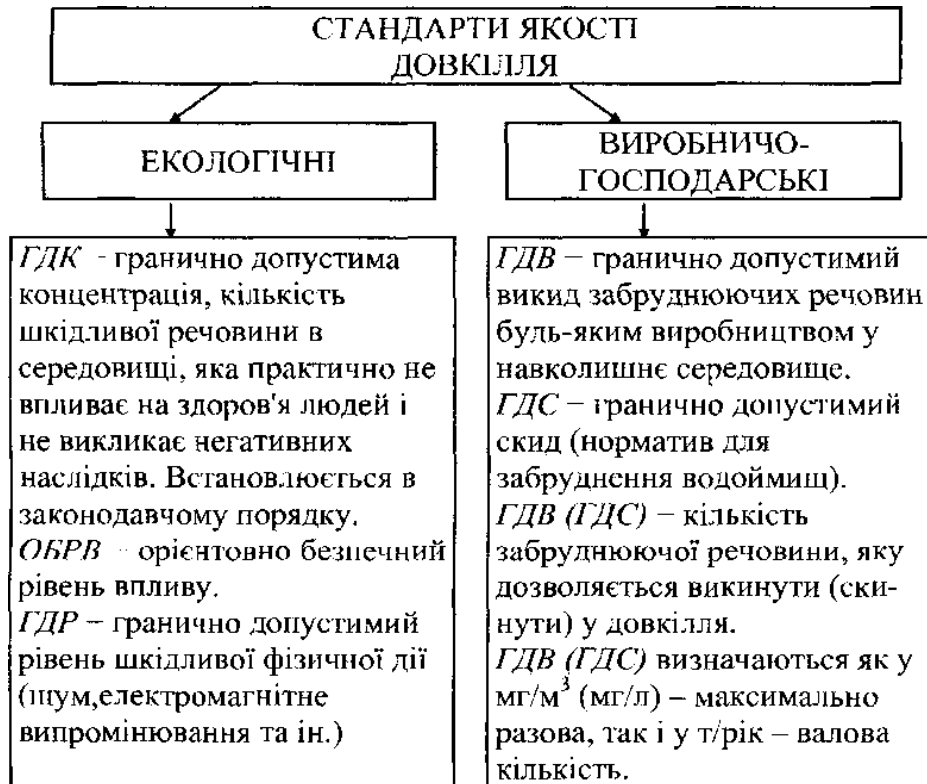 СТАНДАРТИ ЯКОСТІ
ДОВКІЛЛЯ
ЕКОЛОГІЧНІ
ВИРОБНИЧО-
ГОСПОДАРСЬКІ
ГДК - гранично допустима
концентрація, кількість
шкідливої речовини в
середовищі, яка практично не
впливає на здоров'я людей і
не викликає негативних
наслідків. Встановлюється в
законодавчому порядку.
ОБРВ - орієнтовно безпечний
рівень впливу.
ГДР – гранично допустимий
рівень шкідливої фізичної дії
(шум,електромагнітне
випромінювання та ін.)
ГДВ – гранично допустимий
викид забруднюючих речовин
будь-яким виробництвом у
навколишнє середовище.
ГДС – гранично допустимий
скид (норматив для
забруднення водоймищ).
ГДВ (ГДС) – кількість
забруднюючої речовини, яку
дозволяється викинути (ски-
нути) у довкілля.
ГДВ (ГДС) визначаються як у
мг/м³ (мг/л) – максимально
разова, так і у т/рік – валова
кількість.